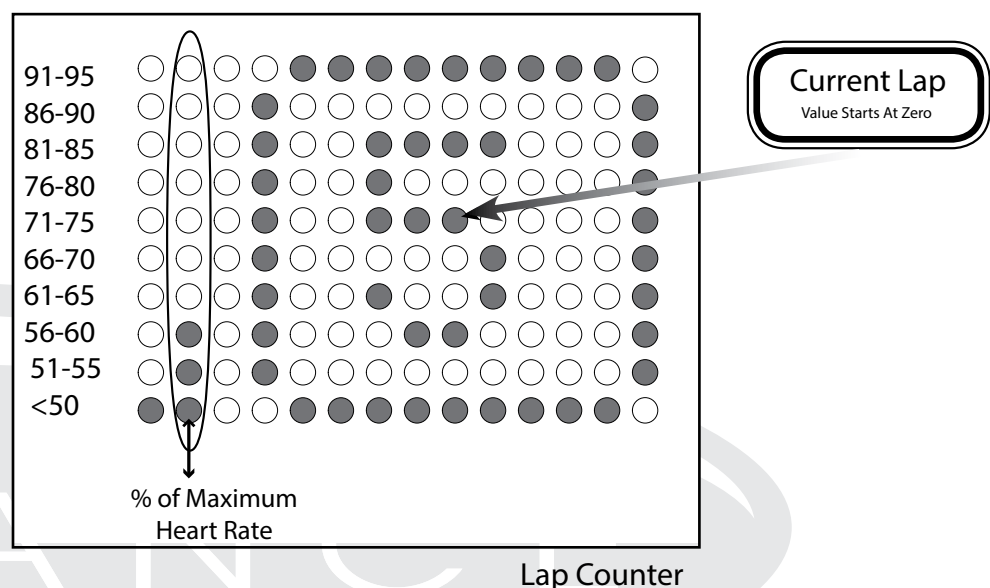 91-95
86-90
81-85
76-80
71-75
66-70
61-65
56-60
51-55
<50
Current Lap
Value Starts At Zero
% of Maximum
Heart Rate
Lap Counter